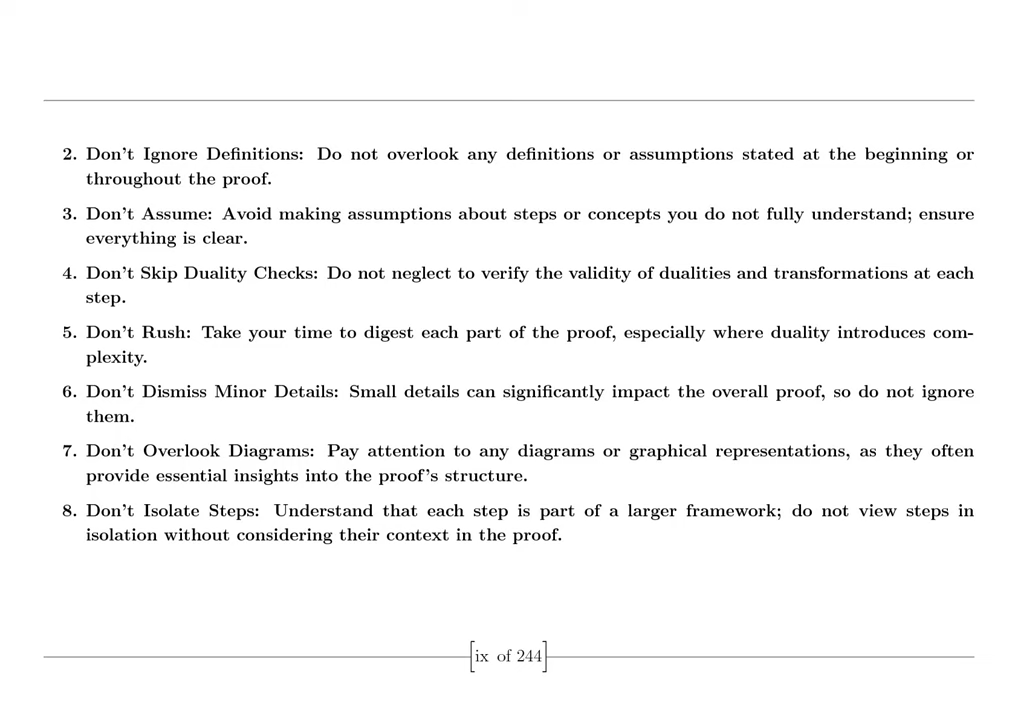 2. Don't Ignore Definitions: Do not overlook any definitions or assumptions stated at the beginning or
throughout the proof.
3. Don't Assume: Avoid making assumptions about steps or concepts you do not fully understand; ensure
everything is clear.
4. Don't Skip Duality Checks: Do not neglect to verify the validity of dualities and transformations at each
step.
5. Don't Rush: Take your time to digest each part of the proof, especially where duality introduces com-
plexity.
6. Don't Dismiss Minor Details: Small details can significantly impact the overall proof, so do not ignore
them.
7. Don't Overlook Diagrams: Pay attention to any diagrams or graphical representations, as they often
provide essential insights into the proof's structure.
8. Don't Isolate Steps: Understand that each step is part of a larger framework; do not view steps in
isolation without considering their context in the proof.
[ix of 244]